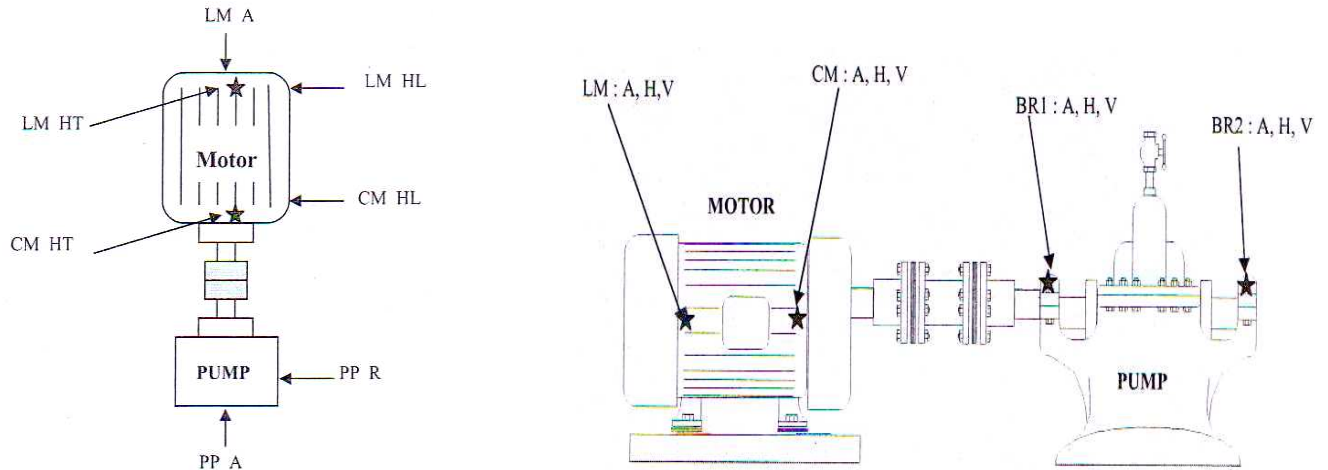 LM A
LM HL
LM HT
Motor
CM HL
CM HT
PUMP
PP R
PP A
LM : A, H,V
CM : A, H, V
BR1 : A, H, V
BR2 : A, H, V
MOTOR
PUMP